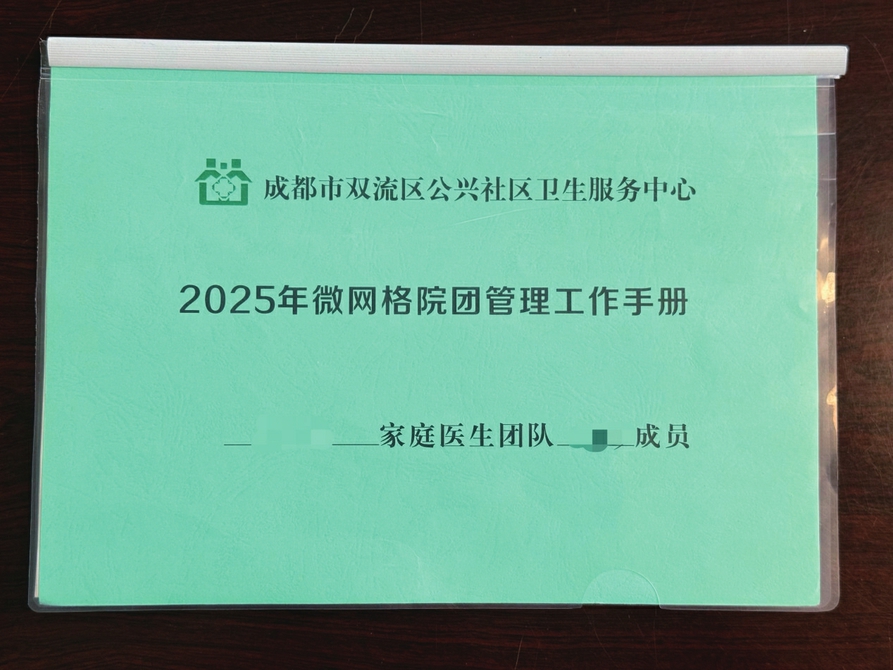 成都市双流区公兴社区卫生服务中心
2025年微网格院团管理工作手册
家庭医生团队 成员